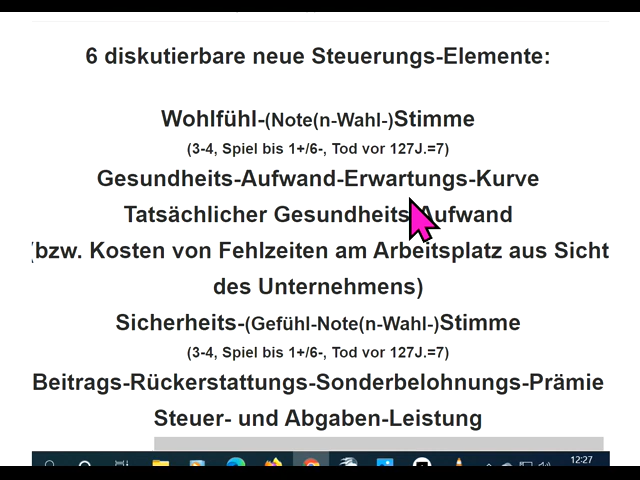 6 diskutierbare neue Steuerungs-Elemente:
Wohlfühl-(Note(n-Wahl-)Stimme
(3-4, Spiel bis 1+/6-, Tod vor 127J.=7)
Gesundheits-Aufwand-Erwartungs-Kurve
Tatsächlicher Gesundheits-Aufwand
(bzw. Kosten von Fehlzeiten am Arbeitsplatz aus Sicht
des Unternehmens)
Sicherheits-(Gefühl-Note(n-Wahl-)Stimme
(3-4, Spiel bis 1+/6-, Tod vor 127J.=7)
Beitrags-Rückerstattungs-Sonderbelohnungs-Prämie
Steuer- und Abgaben-Leistung
12:27